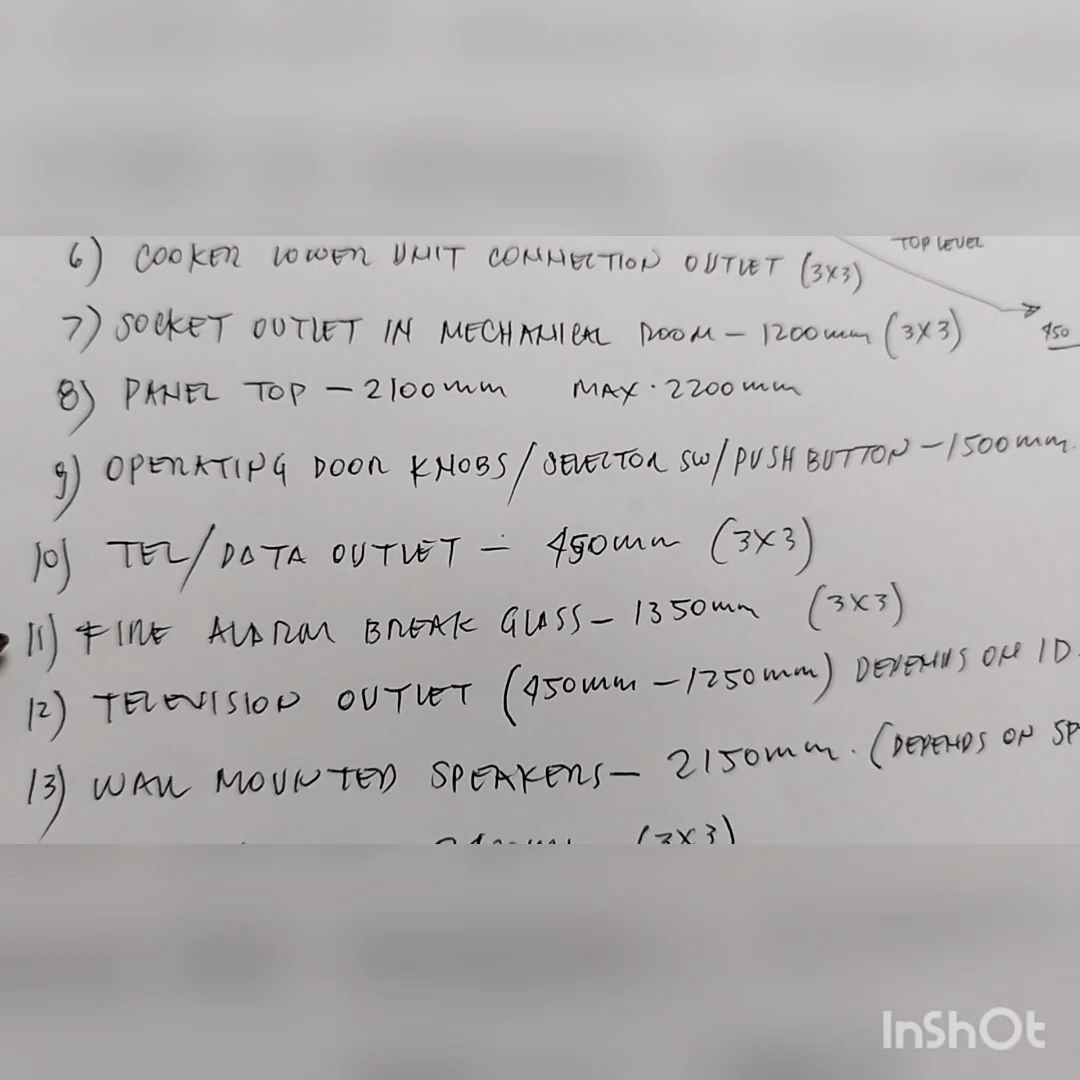 TOP LEVEL
6) COOKER LOWER UNIT CONNECTION OUTLET (3X3)
450
7) SOCKET OUTLET IN MECHANICAL ROOM - 1200mm (3X3)
8) PANEL TOP - 2100mm MAX. 2200mm
9) OPERATING DOOR KNOBS/SELECTOR SW/PUSH BUTTON - 1500mm.
10) TEL/DATA OUTLET - 450mm (3X3)
11) FIRE ALARM BREAK GLASS - 1350mm (3X3)
12) TELEVISION OUTLET (450mm - 1250mm) DEPENDS ON ID.
13) WALL MOUNTED SPEAKERS - 2150mm. (DEPENDS ON SP
(3X3)
InShOt